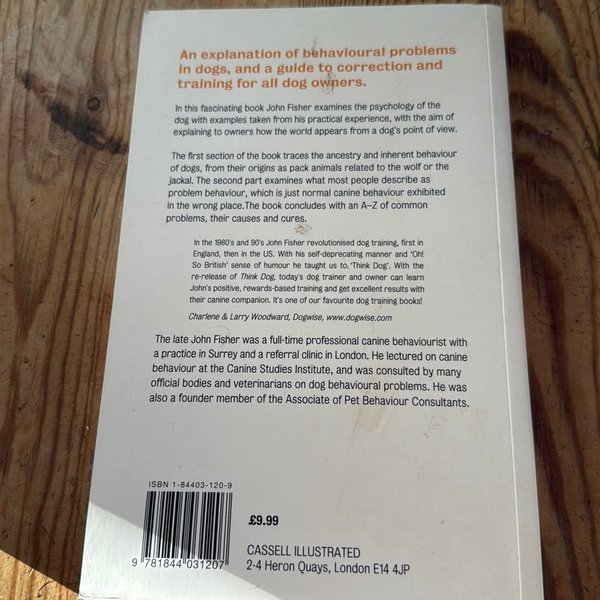 An explanation of behavioural problems
in dogs, and a guide to correction and
training for all dog owners.
In this fascinating book John Fisher examines the psychology of the
dog with examples taken from his practical experience, with the aim of
explaining to owners how the world appears from a dog's point of view.
The first section of the book traces the ancestry and inherent behaviour
of dogs, from their origins as pack animals related to the wolf or the
jackal. The second part examines what most people describe as
problem behaviour, which is just normal canine behaviour exhibited
in the wrong place.The book concludes with an A–Z of common
problems, their causes and cures.
In the 1980's and 90's John Fisher revolutionised dog training, first in
England, then in the US. With his self-deprecating manner and 'Oh!
So British' sense of humour he taught us to 'Think Dog'. With the
re-release of Think Dog, today's dog trainer and owner can learn
John's positive, rewards-based training and get excellent results with
their canine companion. It's one of our favourite dog training books!
Charlene & Larry Woodward, Dogwise, www.dogwise.com
The late John Fisher was a full-time professional canine behaviourist with
a practice in Surrey and a referral clinic in London. He lectured on canine
behaviour at the Canine Studies Institute, and was consulted by many
official bodies and veterinarians on dog behavioural problems. He was
also a founder member of the Associate of Pet Behaviour Consultants.
ISBN 1-84403-120-9
9 781844 031207
£9.99
CASSELL ILLUSTRATED
2-4 Heron Quays, London E14 4JP